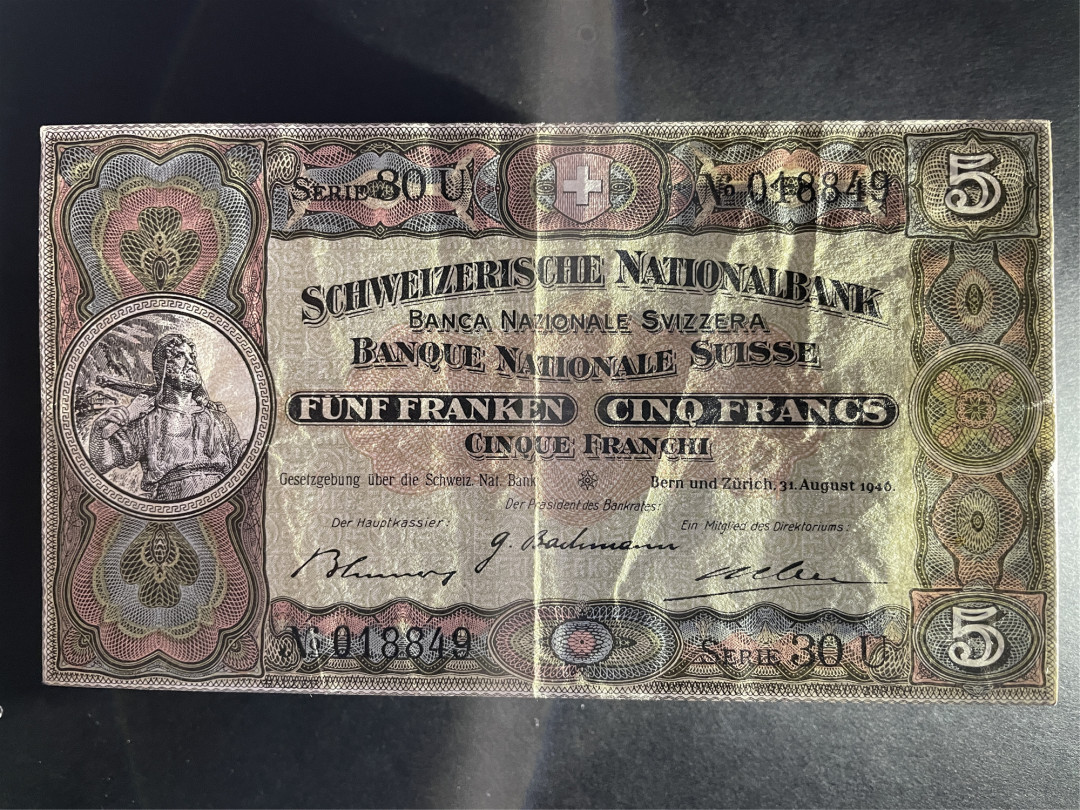 SERIE 30 U
№ 018849
5
SCHWEIZERISCHE NATIONALBANK
BANCA NAZIONALE SVIZZERA
BANQUE NATIONALE SUISSE
FÜNF FRANKEN CINQ FRANCS
CINQUE FRANCHI
Gesetzgebung über die Schweiz. Nat. Bank
Bern und Zürich, 31. August 1946.
Der Präsident des Bankrates:
Der Hauptkassier:
Ein Mitglied des Direktoriums:
G. Bachmann
№ 018849
SERIE 30 U
5